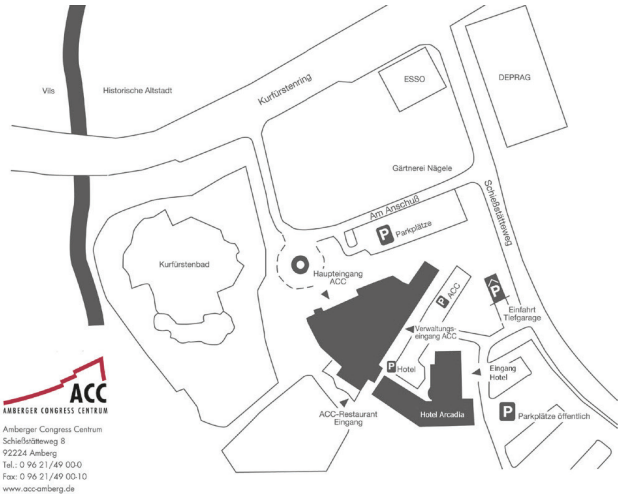 Vils
Historische Altstadt
Kurfürstenring
ESSO
DEPRAG
Gärtnerei Nägele
Am Anschuß
Schießstätteweg
P
Parkplätze
Kurfürstenbad
Haupteingang
ACC
P
ACC
P
Einfahrt
Tiefgarage
Verwaltungs-
eingang ACC
P
Hotel
Eingang
Hotel
ACC-Restaurant
Eingang
Hotel Arcadia
P
Parkplätze öffentlich
ACC
AMBERGER CONGRESS CENTRUM
Amberger Congress Centrum
Schießstätteweg 8
92224 Amberg
Tel.: 0 96 21/49 00-0
Fax: 0 96 21/49 00-10
www.acc-amberg.de